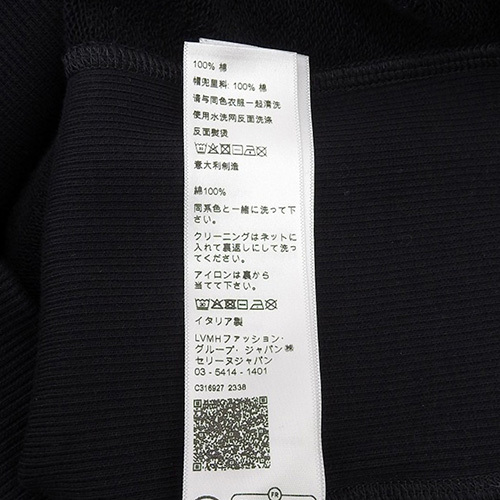 100% 棉
帽兜里料: 100% 棉
请与同色衣服一起清洗
使用水洗网反面洗涤
反面熨烫
意大利制造
綿100%
同系色と一緒に洗って下
さい。
クリーニングはネットに
入れて裏返しにして洗っ
てください。
アイロンは裏から
当てて下さい。
イタリア製
LVMHファッション・
グループ・ジャパン㈱
セリーヌジャパン
03 - 5414 - 1401
C316927 2338
FR